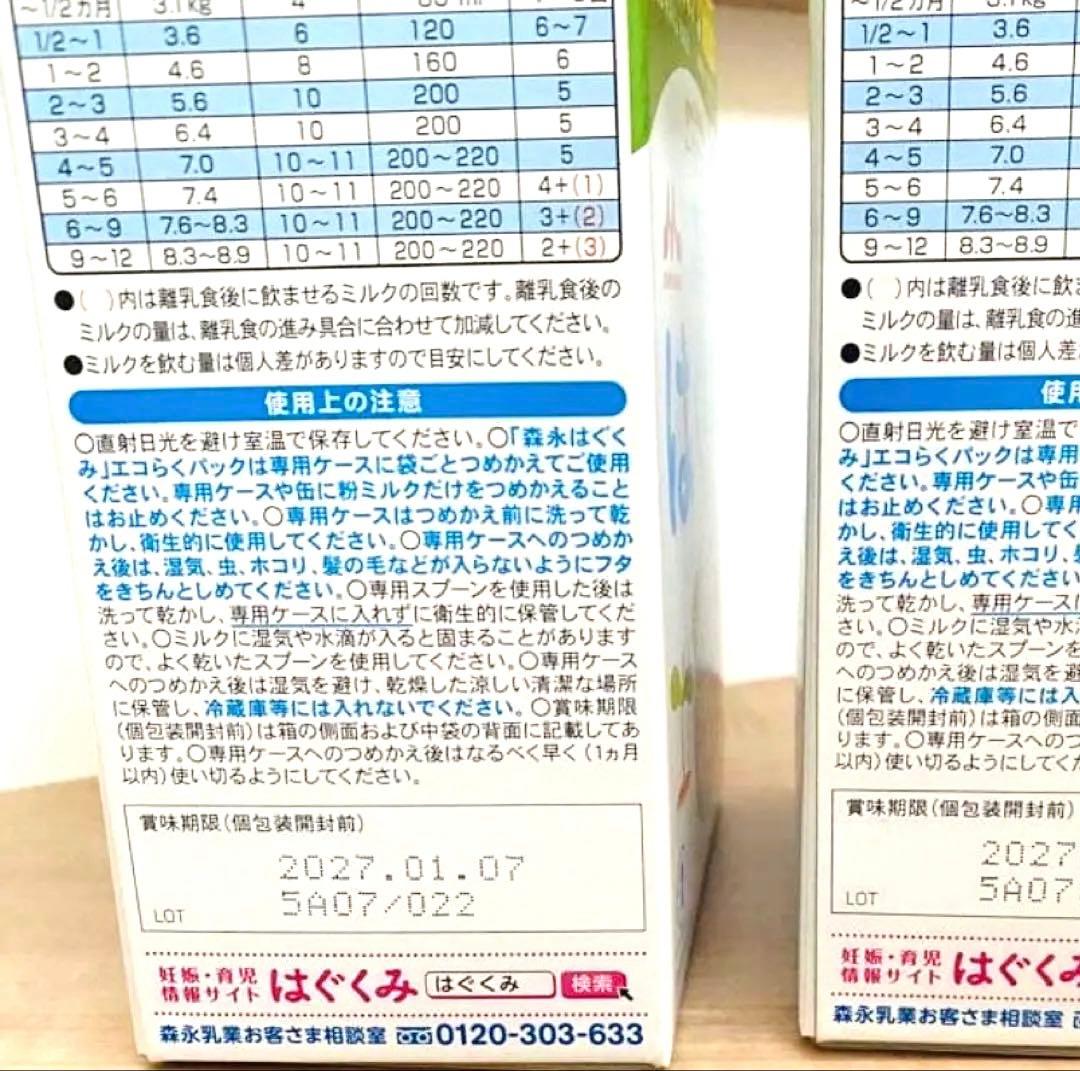 ～1/2ヵ月 3.1kg 4
1/2～1 3.6 6 120 6～7
1～2 4.6 8 160 6
2～3 5.6 10 200 5
3～4 6.4 10 200 5
4～5 7.0 10～11 200～220 5
5～6 7.4 10～11 200～220 4+(1)
6～9 7.6～8.3 10～11 200～220 3+(2)
9～12 8.3～8.9 10～11 200～220 2+(3)
●( )内は離乳食後に飲ませるミルクの回数です。離乳食後の
ミルクの量は、離乳食の進み具合に合わせて加減してください。
●ミルクを飲む量は個人差がありますので目安にしてください。
使用上の注意
○直射日光を避け室温で保存してください。○「森永はぐく
み」エコらくパックは専用ケースに袋ごとつめかえてご使用
ください。専用ケースや缶に粉ミルクだけをつめかえること
はお止めください。○専用ケースはつめかえ前に洗って乾
かし、衛生的に使用してください。○専用ケースへのつめか
え後は、湿気、虫、ホコリ、髪の毛などが入らないようにフタ
をきちんとしめてください。○専用スプーンを使用した後は
洗って乾かし、専用ケースに入れずに衛生的に保管してくだ
さい。○ミルクに湿気や水滴が入ると固まることがあります
ので、よく乾いたスプーンを使用してください。○専用ケース
へのつめかえ後は湿気を避け、乾燥した涼しい清潔な場所
に保管し、冷蔵庫等には入れないでください。○賞味期限
(個包装開封前)は箱の側面および中袋の背面に記載してあ
ります。○専用ケースへのつめかえ後はなるべく早く(1ヵ月
以内)使い切るようにしてください。
賞味期限(個包装開封前)
2027.01.07
LOT 5A07/022
妊娠・育児
情報サイト はぐくみ はぐくみ 検索
森永乳業お客さま相談室 0120-303-633
～1/2ヵ月 3.1kg
1/2～1 3.6
1～2 4.6
2～3 5.6
3～4 6.4
4～5 7.0
5～6 7.4
6～9 7.6～8.3
9～12 8.3～8.9
●( )内は離乳食後に飲
ミルクの量は、離乳食の
●ミルクを飲む量は個人差
使
○直射日光を避け室温で
み」エコらくパックは専用
ください。専用ケースや缶
はお止めください。○専
かし、衛生的に使用してく
え後は、湿気、虫、ホコリ、
をきちんとしめてください
洗って乾かし、専用ケース
さい。○ミルクに湿気や水
ので、よく乾いたスプーンを
へのつめかえ後は湿気を
に保管し、冷蔵庫等には入
(個包装開封前)は箱の側面
ります。○専用ケースへのつ
以内)使い切るようにしてく
賞味期限(個包装開封前)
2027
LOT 5A07
妊娠・育児
情報サイト はぐくみ
森永乳業お客さま相談室